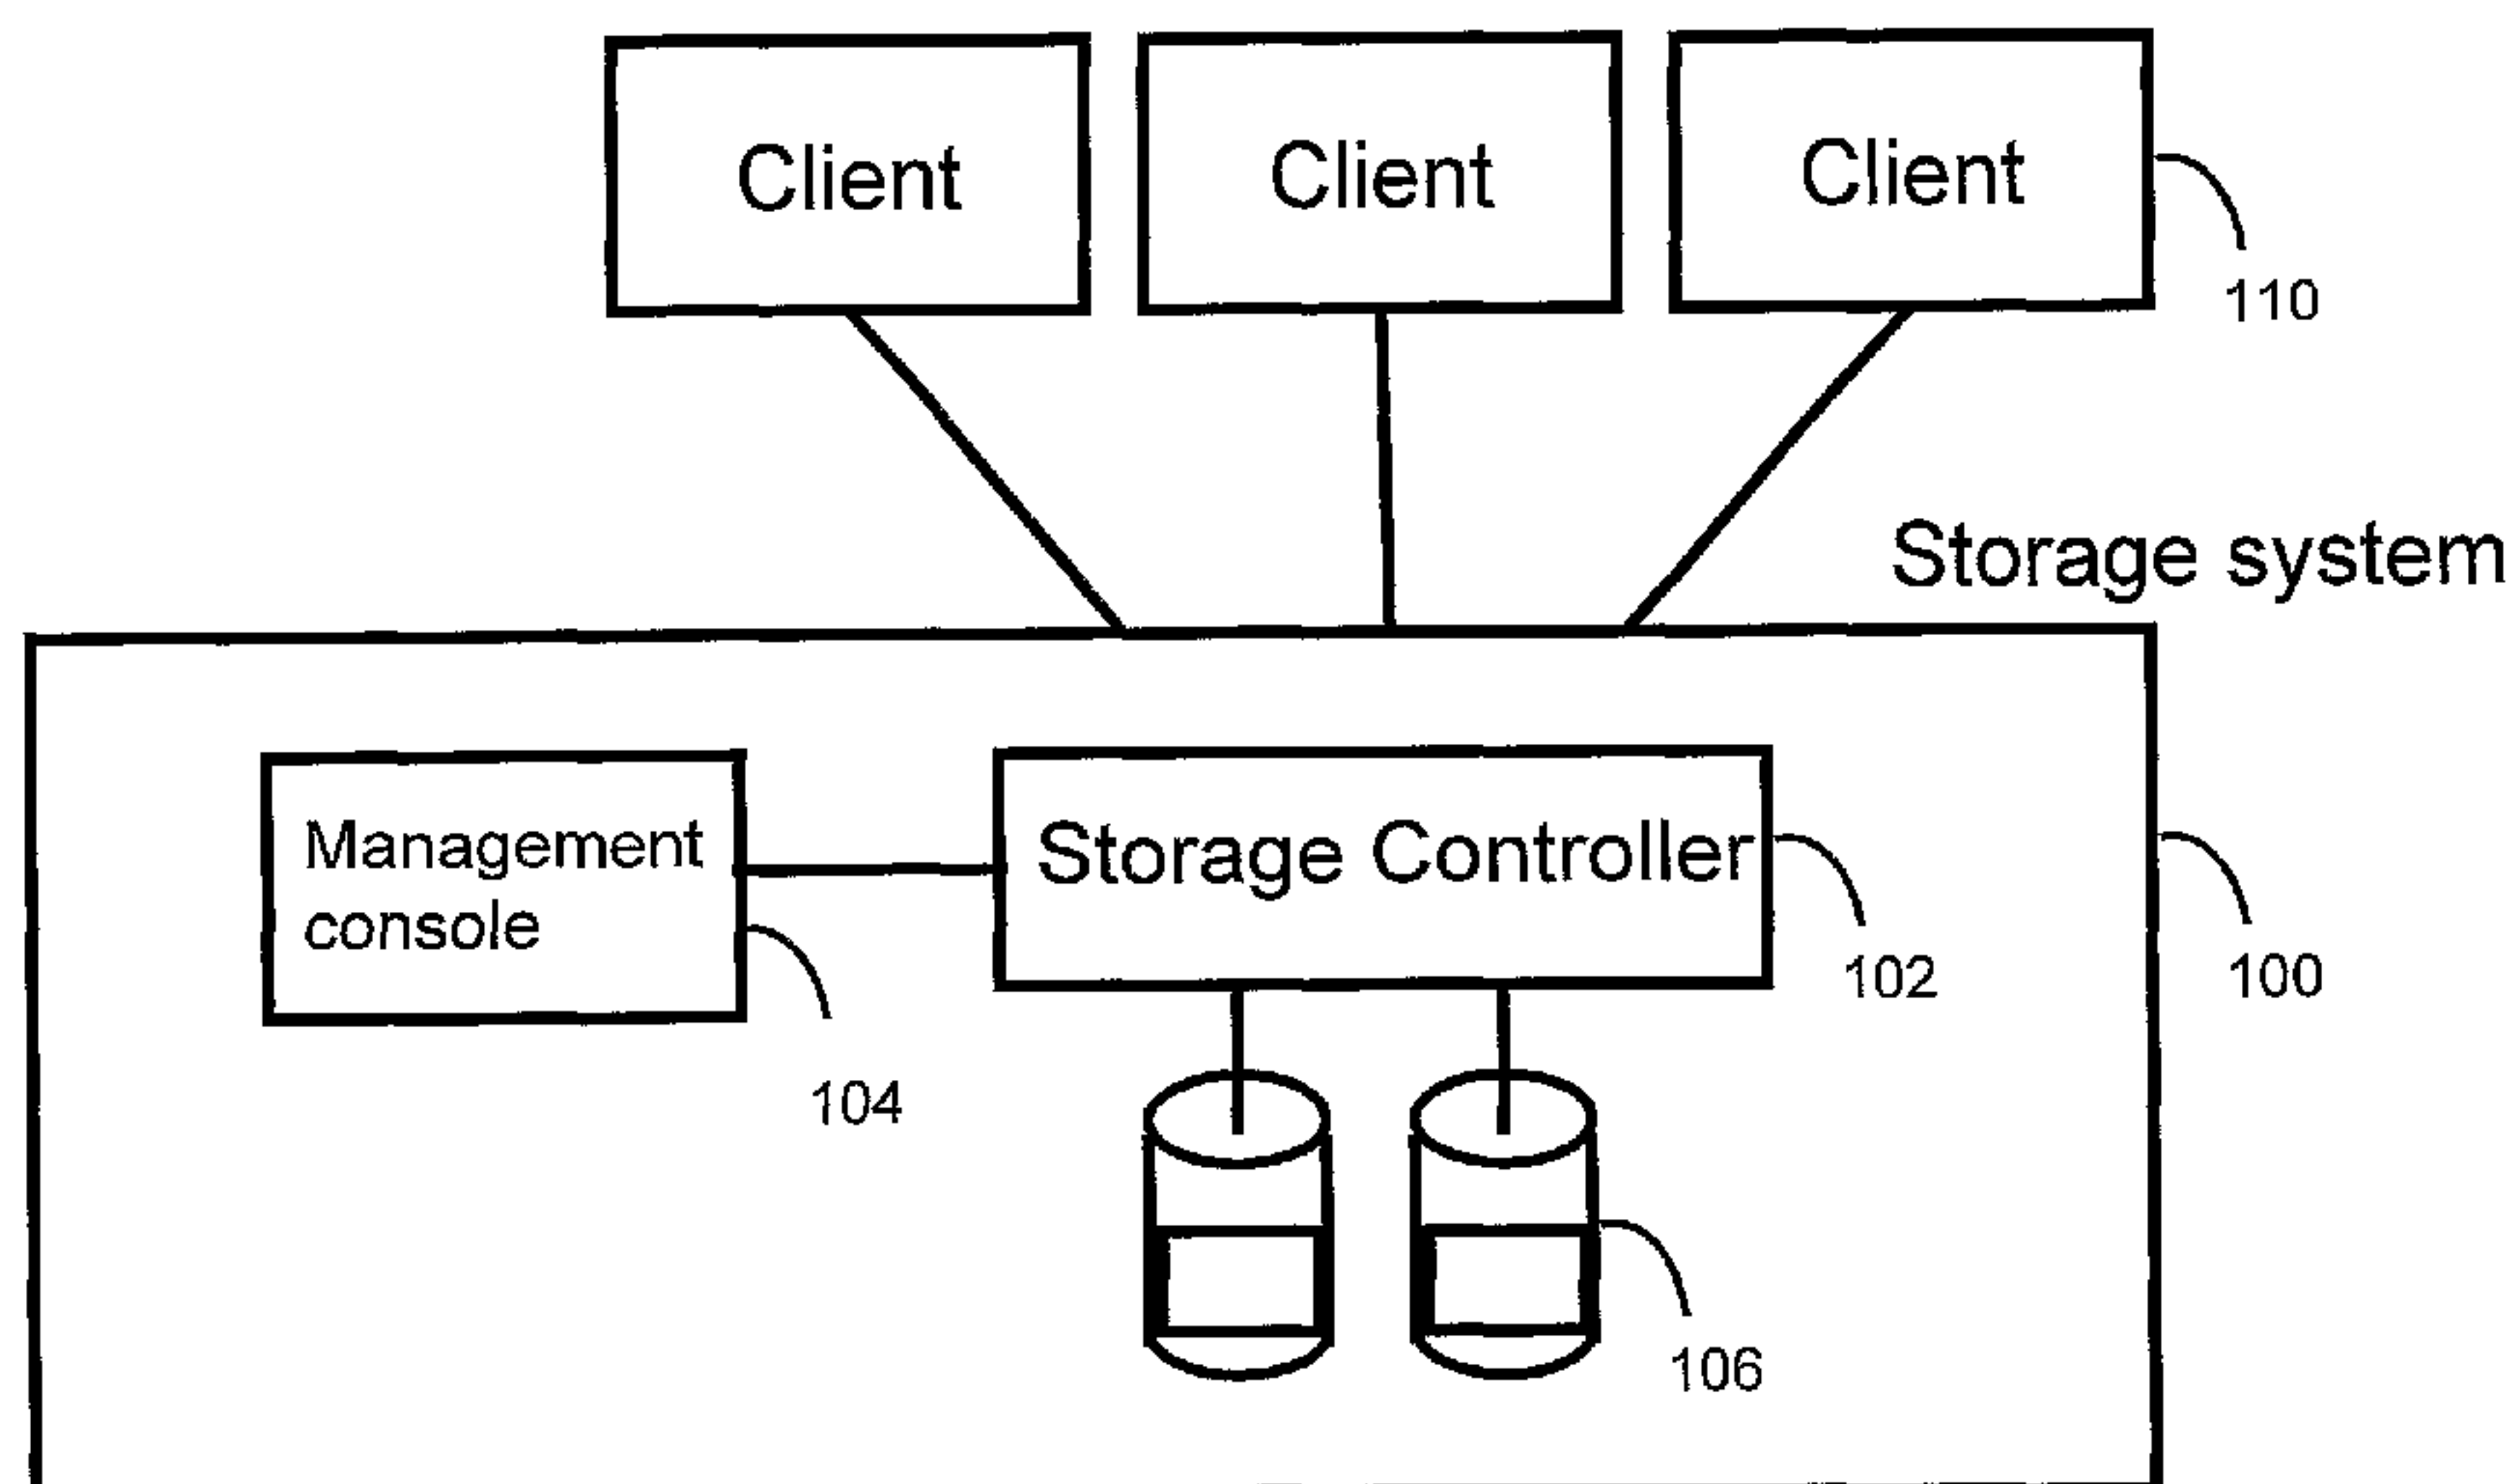 Client
Client
Client
110
Storage system
Management
console
Storage Controller
102
100
104
106